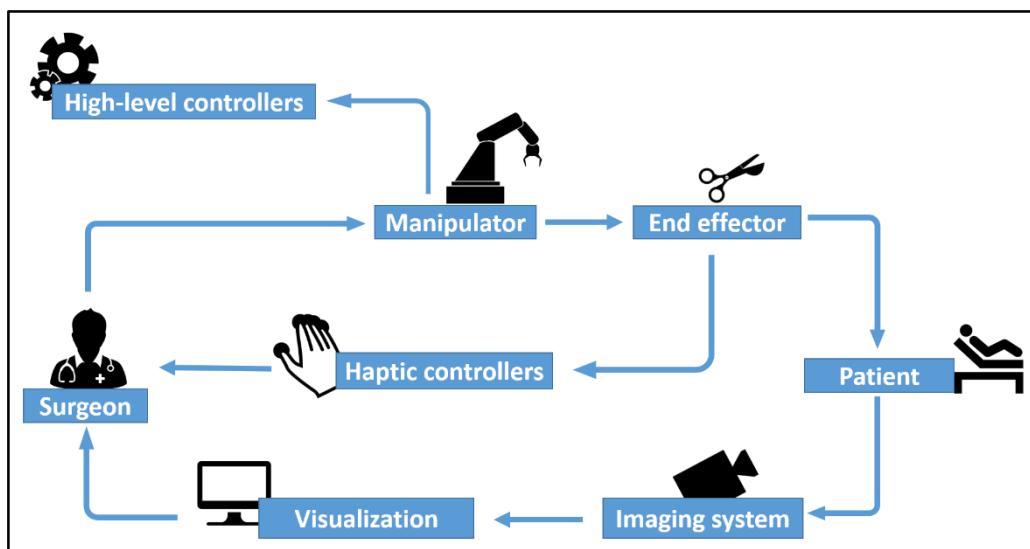 High-level controllers
Manipulator
End effector
Haptic controllers
Patient
Surgeon
Visualization
Imaging system